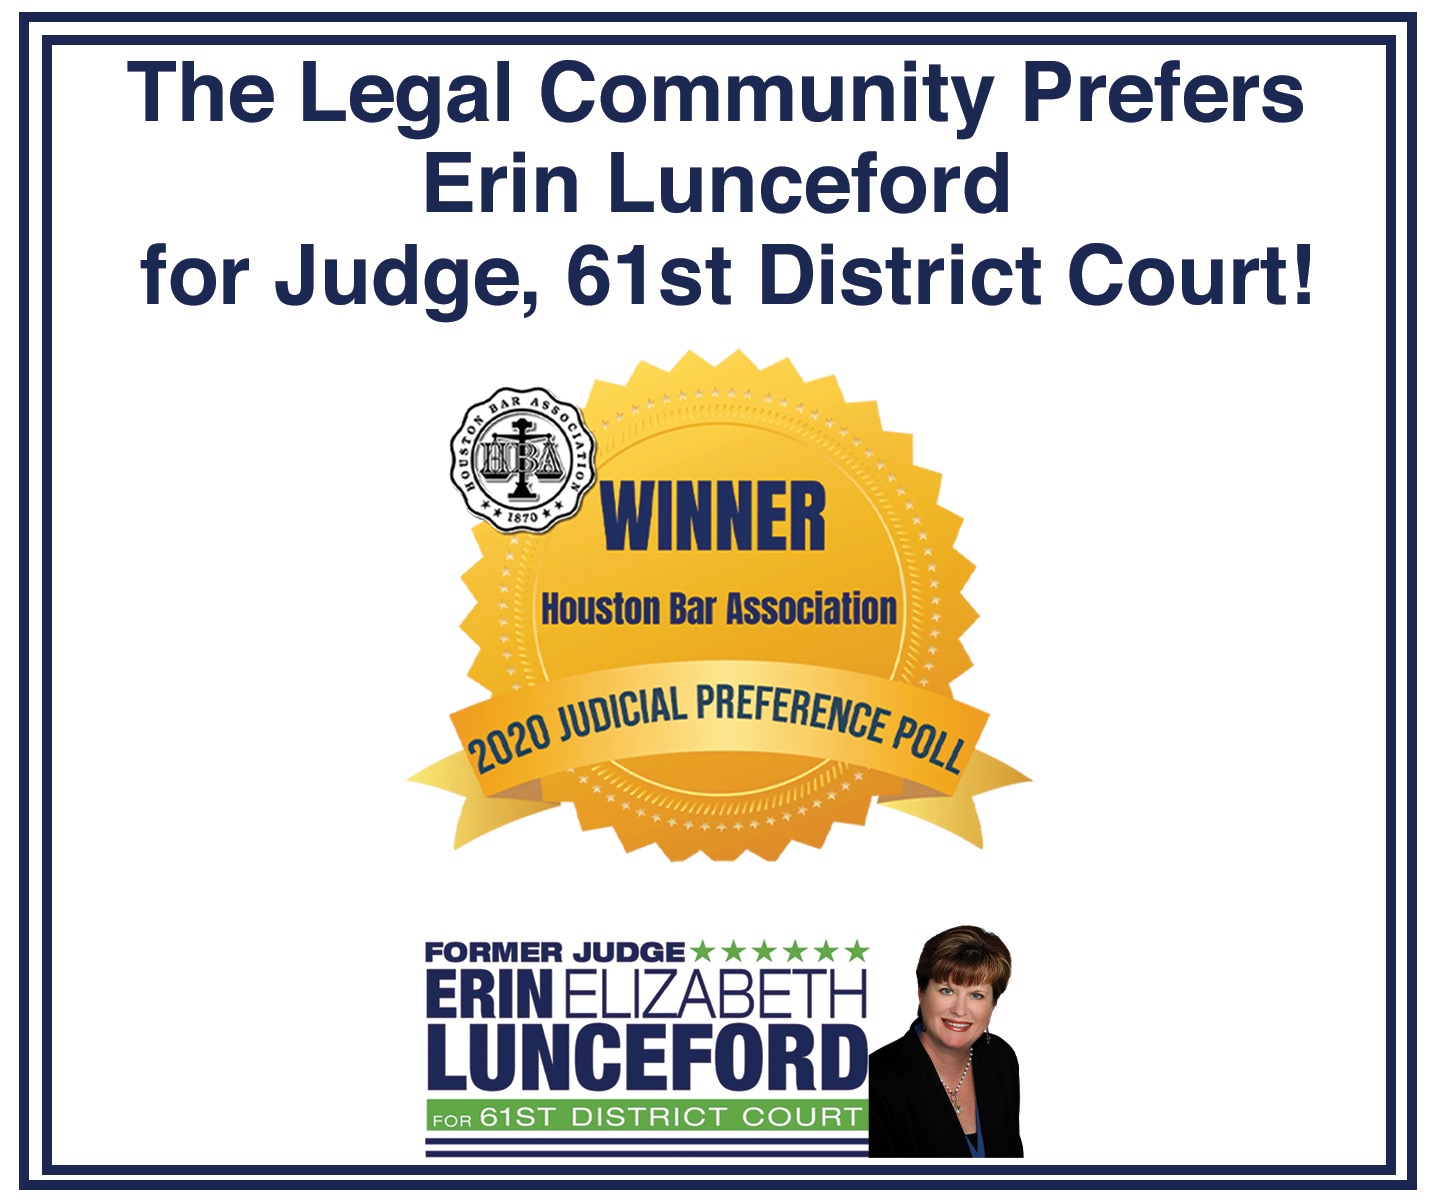 The Legal Community Prefers
Erin Lunceford
for Judge, 61st District Court!
HOUSTON BAR ASSOCIATION
HBA
1870
WINNER
Houston Bar Association
2020 JUDICIAL PREFERENCE POLL
FORMER JUDGE
ERIN ELIZABETH
LUNCEFORD
FOR 61ST DISTRICT COURT